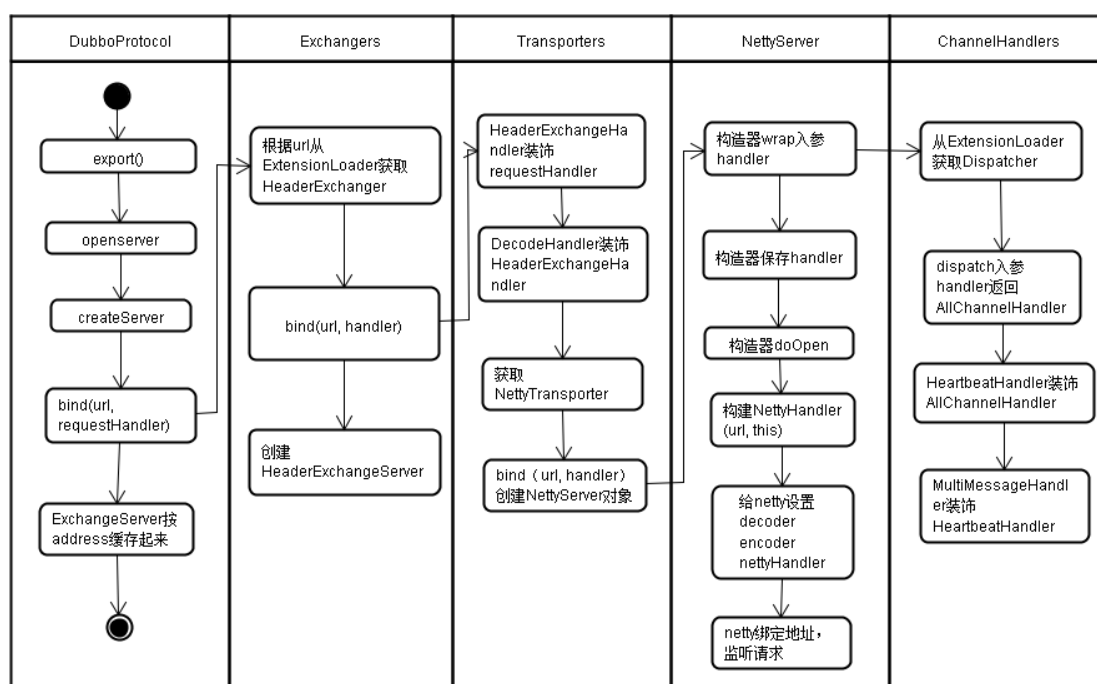 DubboProtocol
Exchangers
Transporters
NettyServer
ChannelHandlers
export()
openserver
createServer
bind(url,
requestHandler)
ExchangeServer按
address缓存起来
根据url从
ExtensionLoader获取
HeaderExchanger
bind(url, handler)
创建
HeaderExchangeServer
HeaderExchangeHa
ndler装饰
requestHandler
DecodeHandler装饰
HeaderExchangeHa
ndler
获取
NettyTransporter
bind（url, handler）
创建NettyServer对象
构造器wrap入参
handler
构造器保存handler
构造器doOpen
构建NettyHandler
(url, this)
给netty设置
decoder
encoder
nettyHandler
netty绑定地址，
监听请求
从ExtensionLoader
获取Dispatcher
dispatch入参
handler返回
AllChannelHandler
HeartbeatHandler装饰
AllChannelHandler
MultiMessageHandl
er装饰
HeartbeatHandler